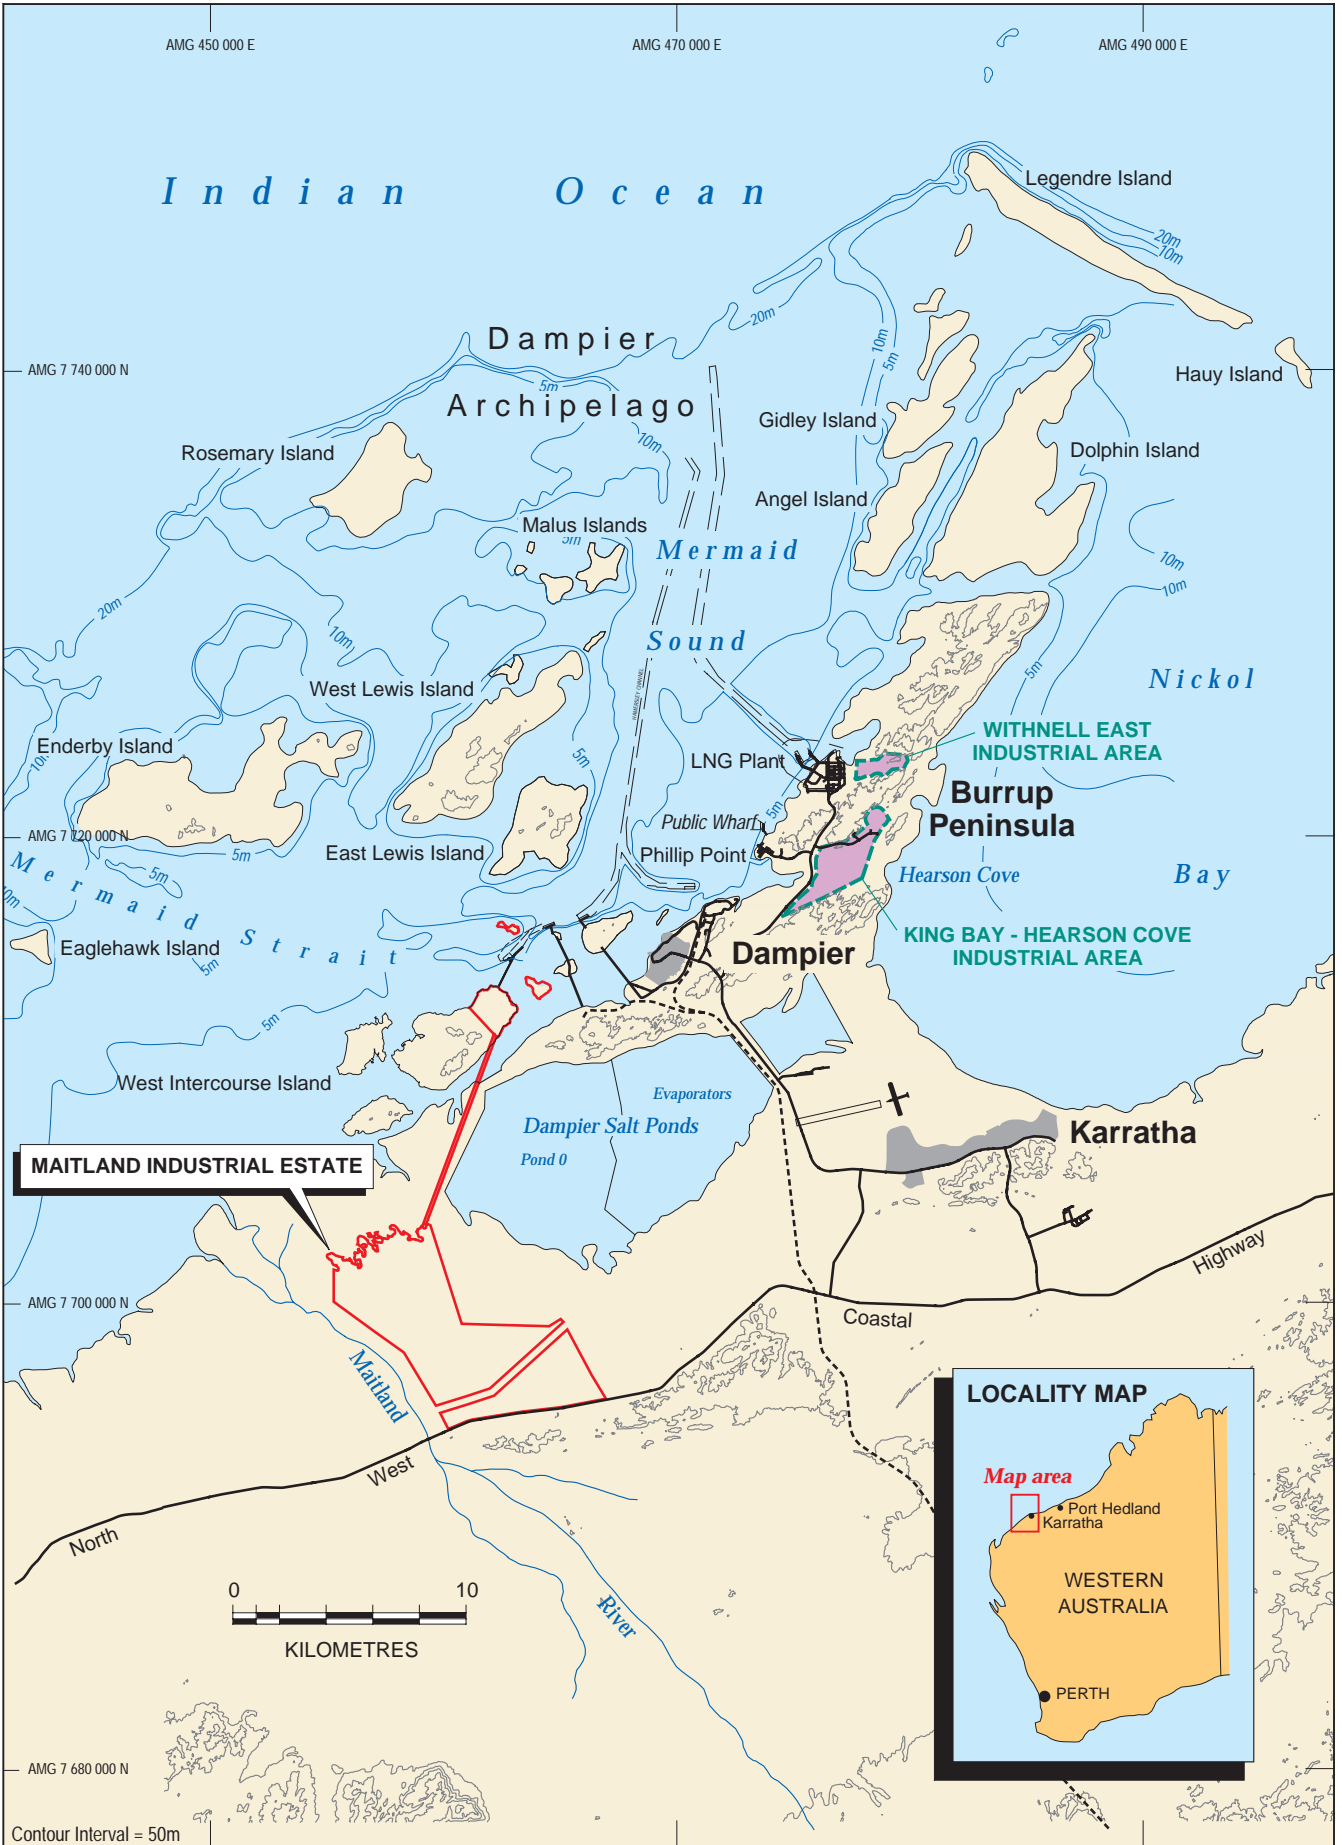 AMG 450 000 E
AMG 470 000 E
AMG 490 000 E
Indian Ocean
Legendre Island
20m
10m
20m
Dampier
10m
5m
AMG 7 740 000 N
5m
Hauy Island
Archipelago
Gidley Island
10m
Rosemary Island
Dolphin Island
Angel Island
Malus Islands
5m
Mermaid
10m
10m
20m
10m
Sound
5m
Nickol
West Lewis Island
HAMERSLEY CHANNEL
WITHNELL EAST
INDUSTRIAL AREA
Enderby Island
5m
LNG Plant
Burrup
Peninsula
5m
Public Wharf
AMG 7 720 000 N
5m
East Lewis Island
Phillip Point
Mermaid Strait
5m
Hearson Cove
Bay
10m
Eaglehawk Island
5m
Dampier
KING BAY - HEARSON COVE
INDUSTRIAL AREA
5m
West Intercourse Island
Evaporators
Dampier Salt Ponds
Pond 0
Karratha
MAITLAND INDUSTRIAL ESTATE
Highway
AMG 7 700 000 N
Coastal
Maitland
West
North
River
0
10
KILOMETRES
LOCALITY MAP
Map area
Port Hedland
Karratha
WESTERN
AUSTRALIA
PERTH
AMG 7 680 000 N
Contour Interval = 50m